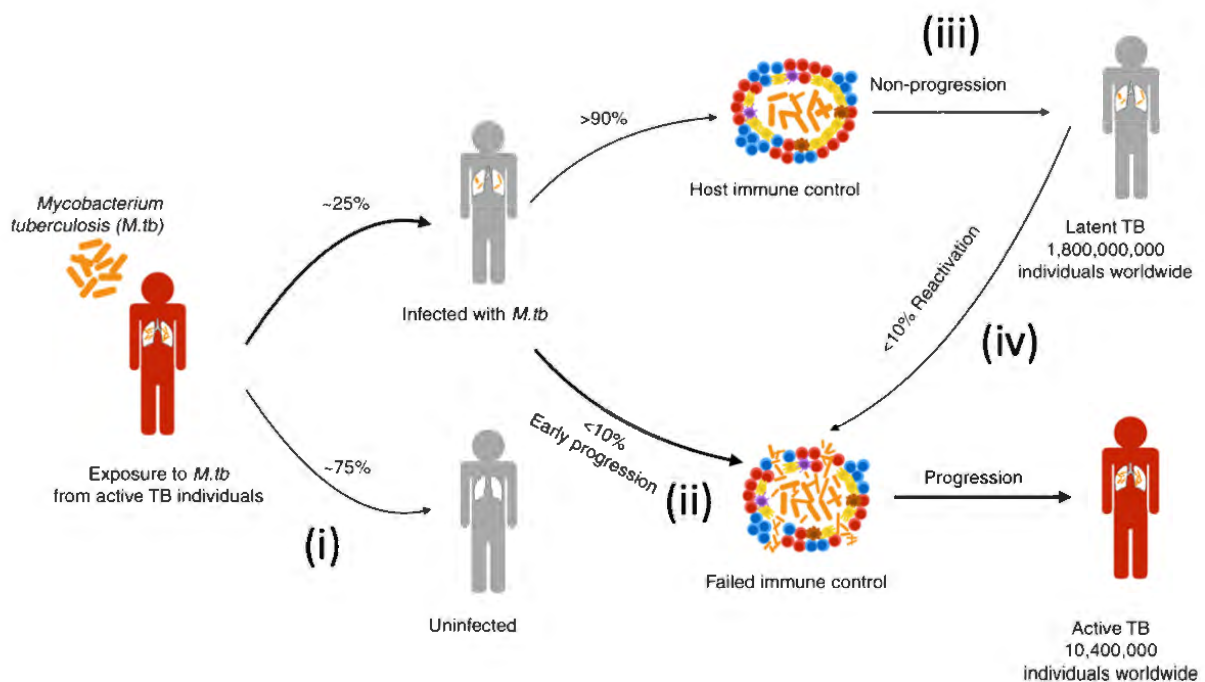 Mycobacterium
tuberculosis (M.tb)
Exposure to M.tb
from active TB individuals
~25%
~75%
(i)
Infected with M.tb
Uninfected
>90%
<10%
Early progression
(ii)
Host immune control
Failed immune control
(iii)
Non-progression
<10% Reactivation
(iv)
Progression
Latent TB
1,800,000,000
individuals worldwide
Active TB
10,400,000
individuals worldwide